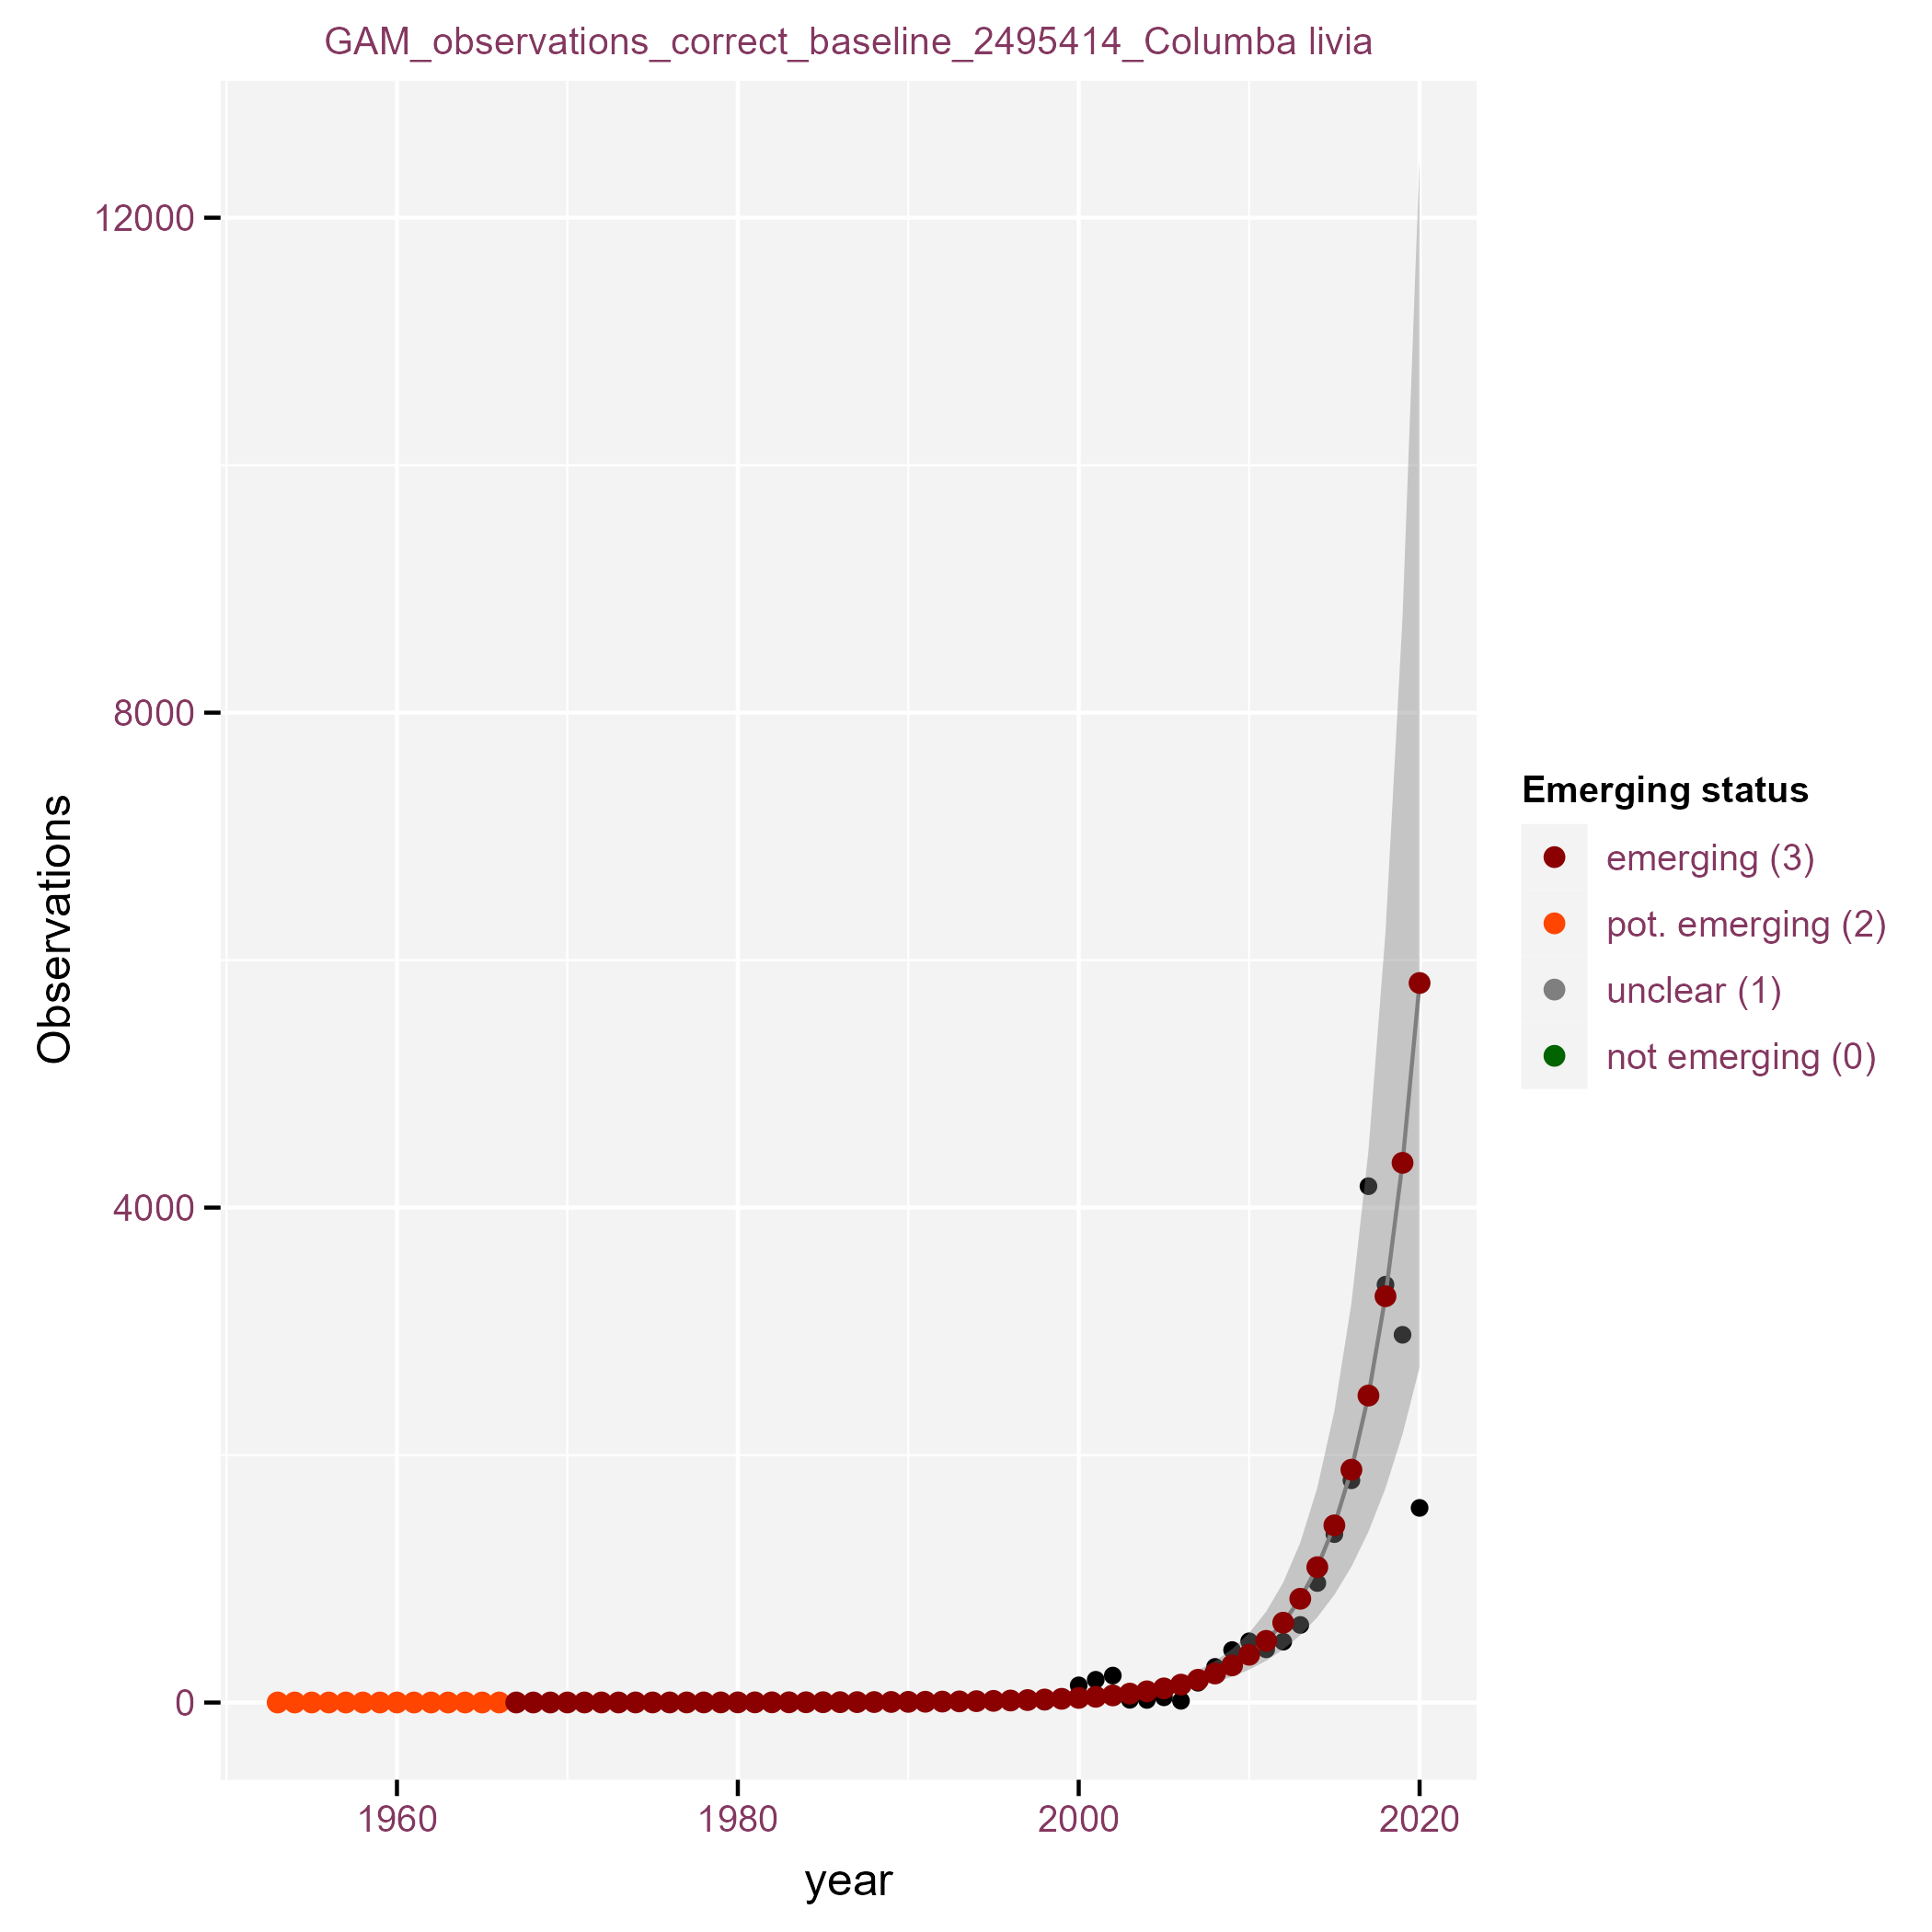 GAM_observations_correct_baseline_2495414_Columba livia
12000
8000
4000
0
Observations
1960
1980
2000
2020
year
Emerging status
emerging (3)
pot. emerging (2)
unclear (1)
not emerging (0)